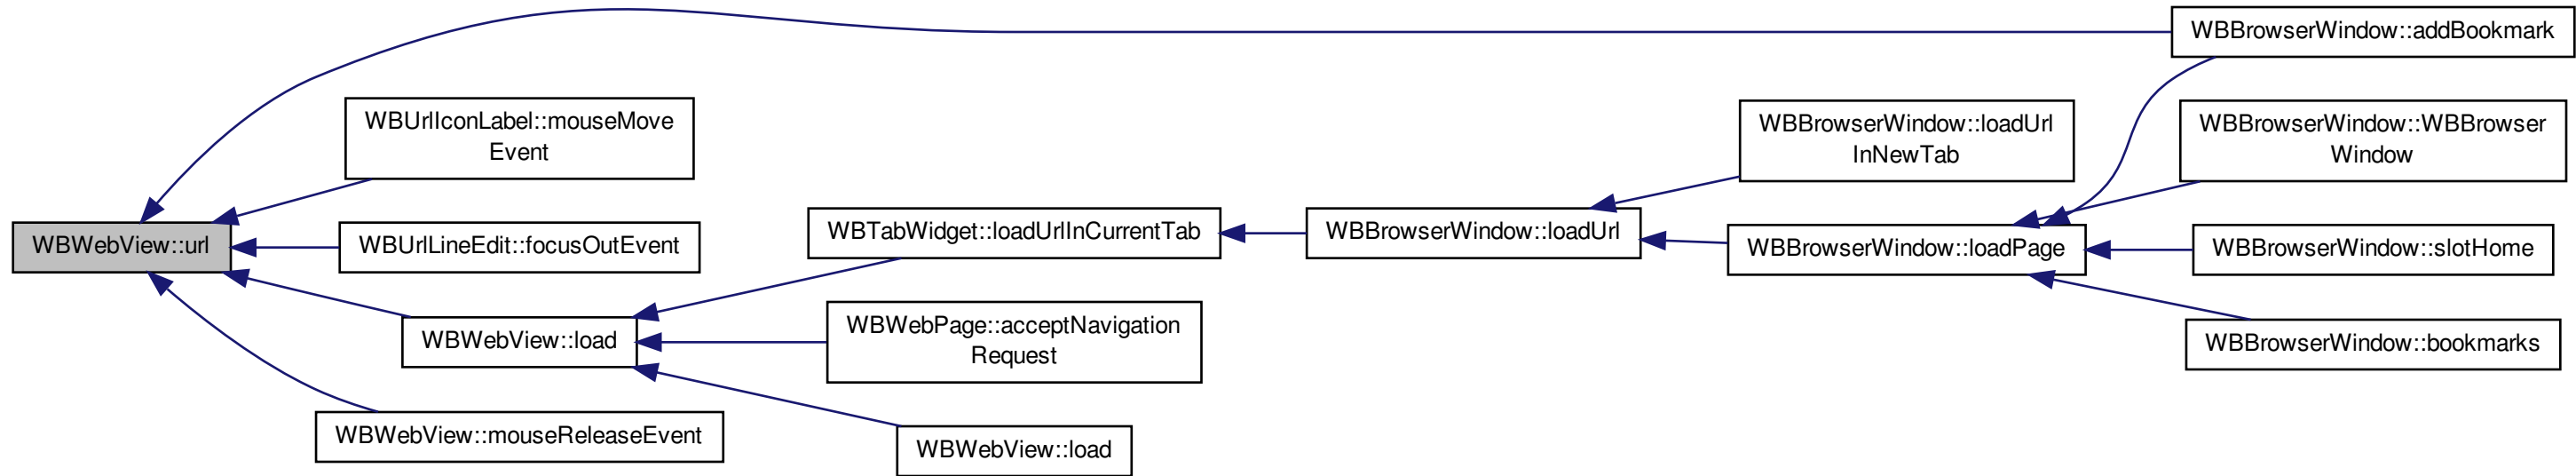 WBWebView::url
WBBrowserWindow::addBookmark
WBUrlIconLabel::mouseMove
Event
WBUrlLineEdit::focusOutEvent
WBWebView::load
WBWebView::mouseReleaseEvent
WBTabWidget::loadUrlInCurrentTab
WBWebPage::acceptNavigation
Request
WBWebView::load
WBBrowserWindow::loadUrl
WBBrowserWindow::loadUrl
InNewTab
WBBrowserWindow::loadPage
WBBrowserWindow::WBBrowser
Window
WBBrowserWindow::slotHome
WBBrowserWindow::bookmarks